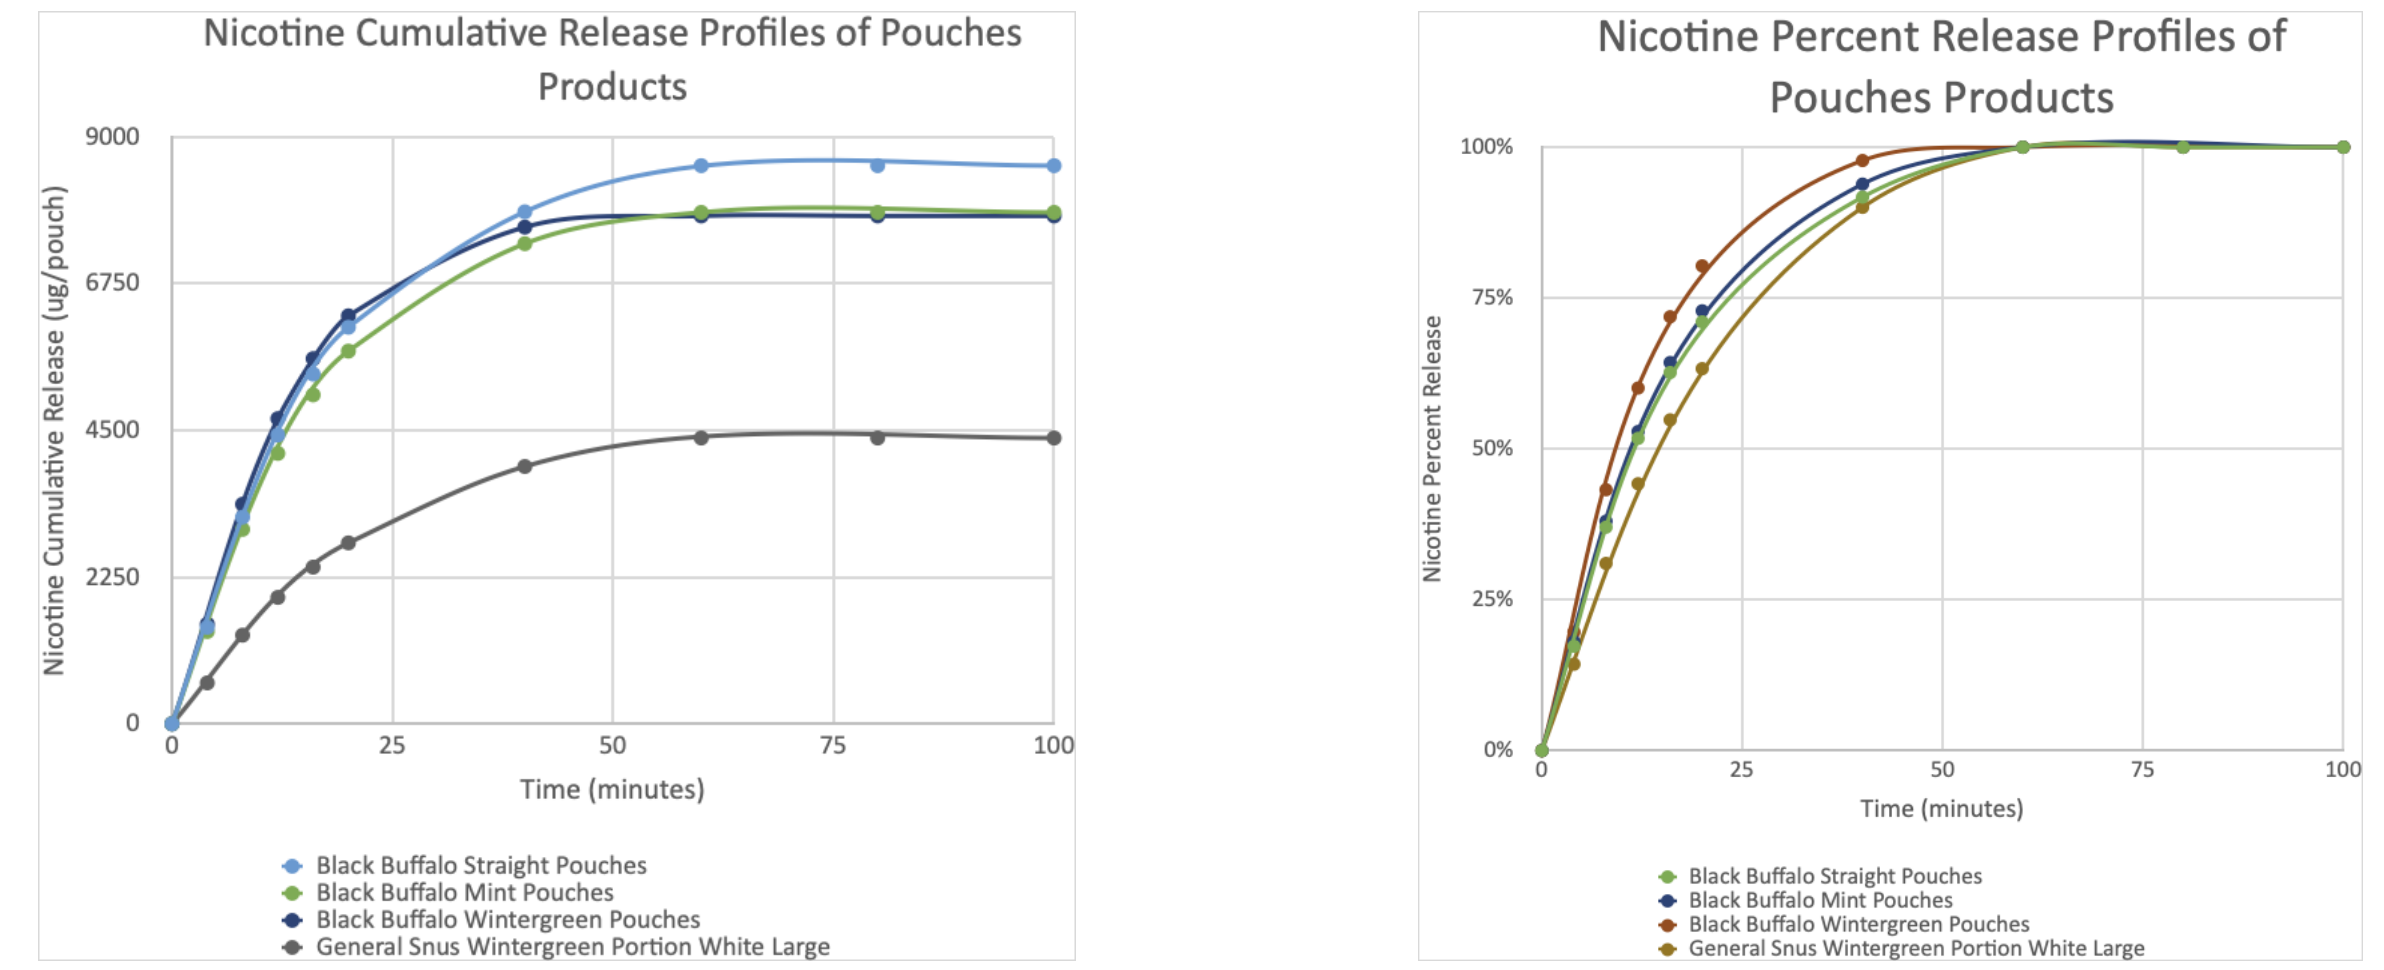 Nicotine Cumulative Release Profiles of Pouches
Products
9000
6750
4500
2250
0
0 25 50 75 100
Nicotine Cumulative Release (ug/pouch)
Time (minutes)
Black Buffalo Straight Pouches
Black Buffalo Mint Pouches
Black Buffalo Wintergreen Pouches
General Snus Wintergreen Portion White Large
Nicotine Percent Release Profiles of
Pouches Products
100%
75%
50%
25%
0%
0 25 50 75 100
Nicotine Percent Release
Time (minutes)
Black Buffalo Straight Pouches
Black Buffalo Mint Pouches
Black Buffalo Wintergreen Pouches
General Snus Wintergreen Portion White Large